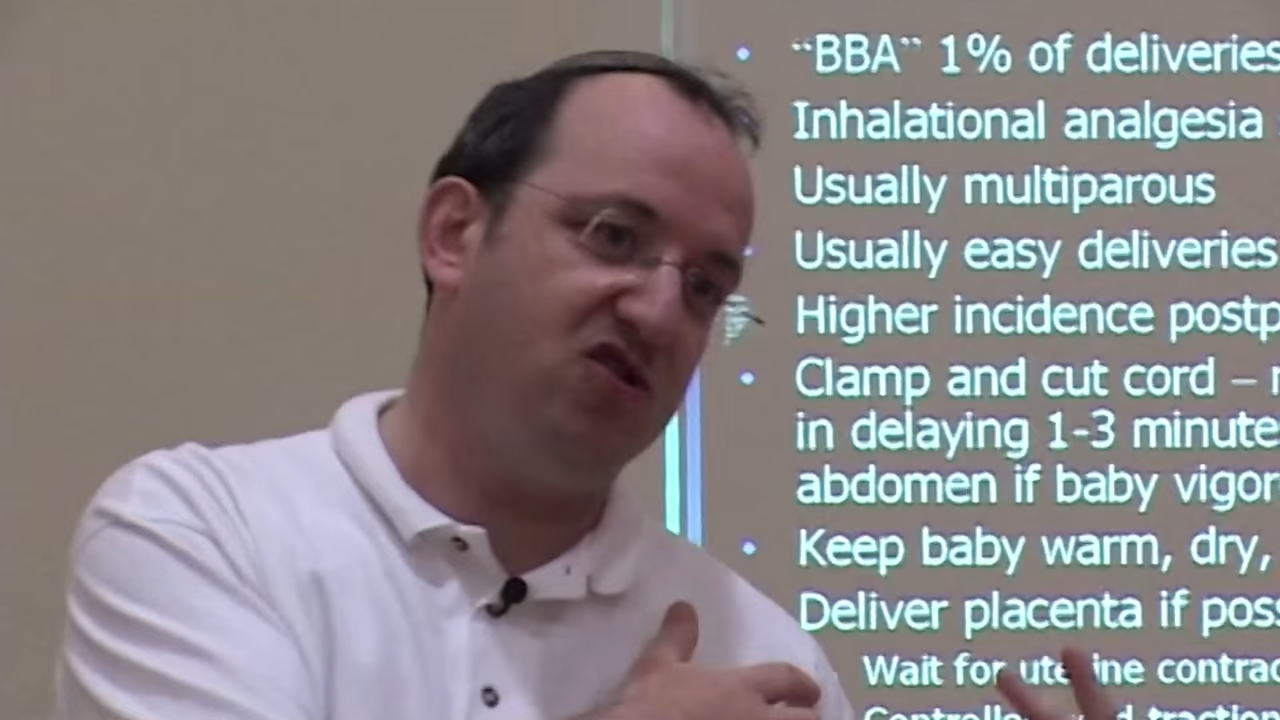 “BBA” 1% of deliveries
Inhalational analgesia
Usually multiparous
Usually easy deliveries
Higher incidence postp
Clamp and cut cord –
in delaying 1-3 minute
abdomen if baby vigor
Keep baby warm, dry,
Deliver placenta if poss
Wait for uterine contrac
traction